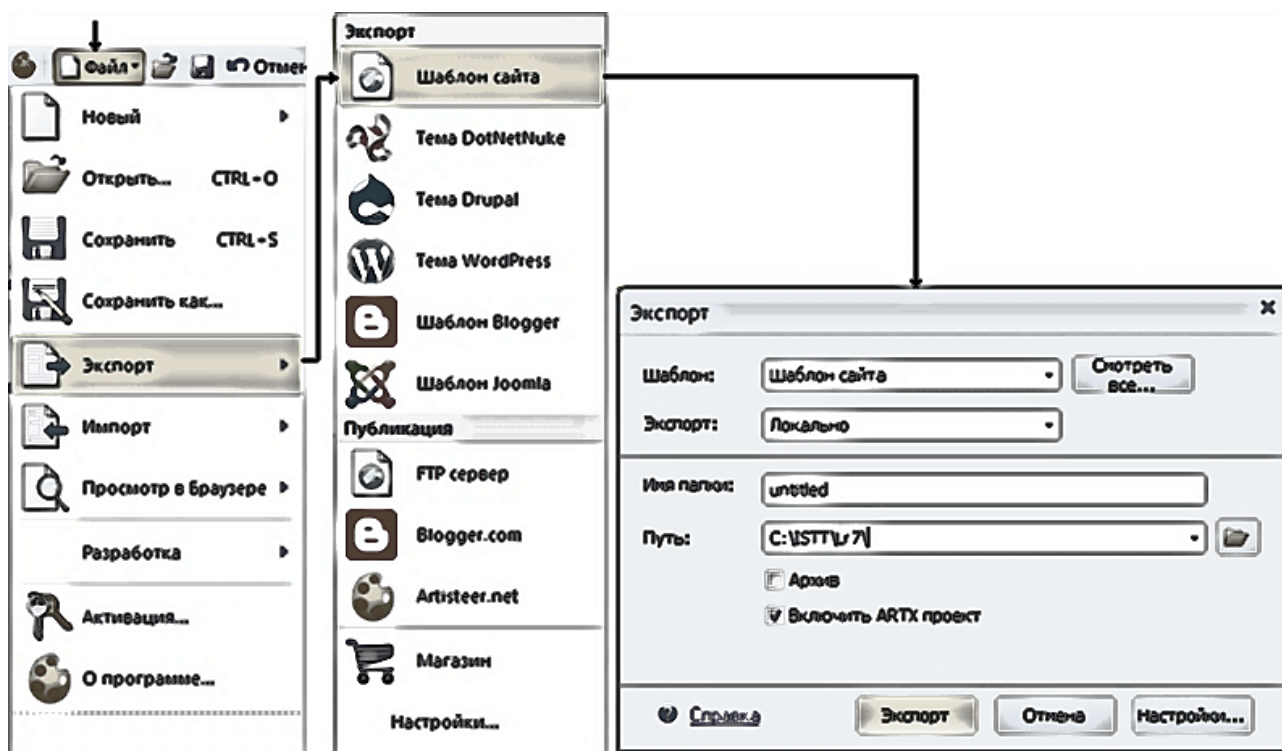 Файл
Отмен
Новый
Открыть... CTRL+O
Сохранить CTRL+S
Сохранить как...
Экспорт
Импорт
Просмотр в Браузере
Разработка
Активация...
О программе...
Экспорт
Шаблон сайта
Тема DotNetNuke
Тема Drupal
Тема WordPress
Шаблон Blogger
Шаблон Joomla
Публикация
FTP сервер
Blogger.com
Artisteer.net
Магазин
Настройки...
Экспорт
Шаблон: Шаблон сайта
Смотреть
все...
Экспорт: Локально
Имя папки: untitled
Путь: C:\ISTT\Lr7\
Архив
Включить ARTX проект
Справка
Экспорт
Отмена
Настройки...